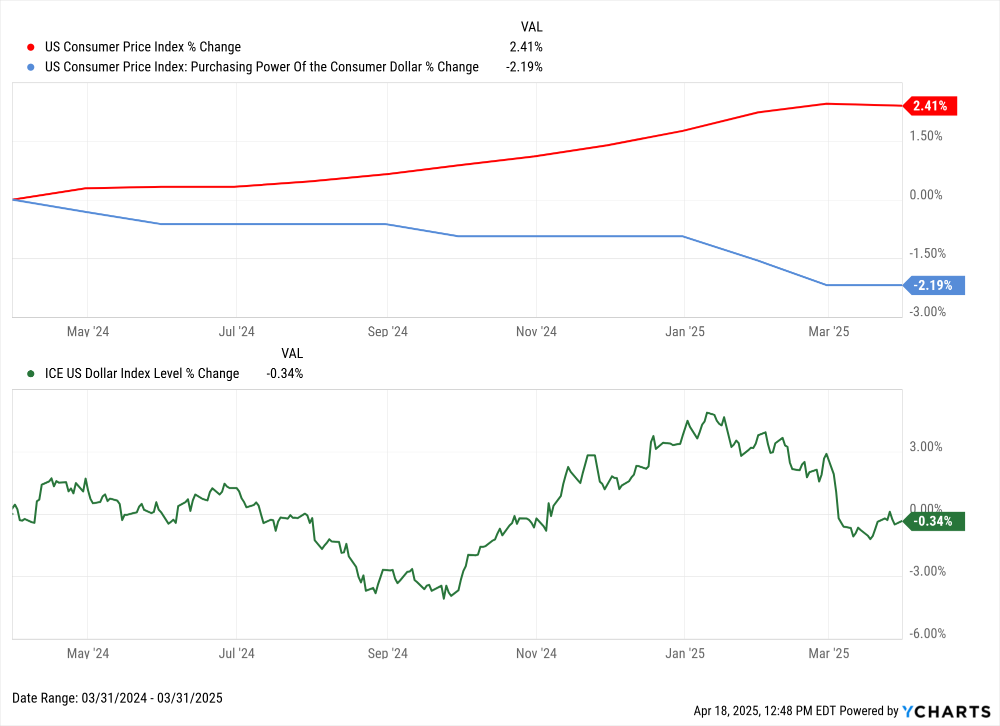 VAL
US Consumer Price Index % Change 2.41%
US Consumer Price Index: Purchasing Power Of the Consumer Dollar % Change -2.19%
2.41%
1.50%
0.00%
-1.50%
-2.19%
-3.00%
May '24 Jul '24 Sep '24 Nov '24 Jan '25 Mar '25
VAL
ICE US Dollar Index Level % Change -0.34%
3.00%
0.00%
-0.34%
-3.00%
-6.00%
May '24 Jul '24 Sep '24 Nov '24 Jan '25 Mar '25
Date Range: 03/31/2024 - 03/31/2025
Apr 18, 2025, 12:48 PM EDT Powered by YCHARTS